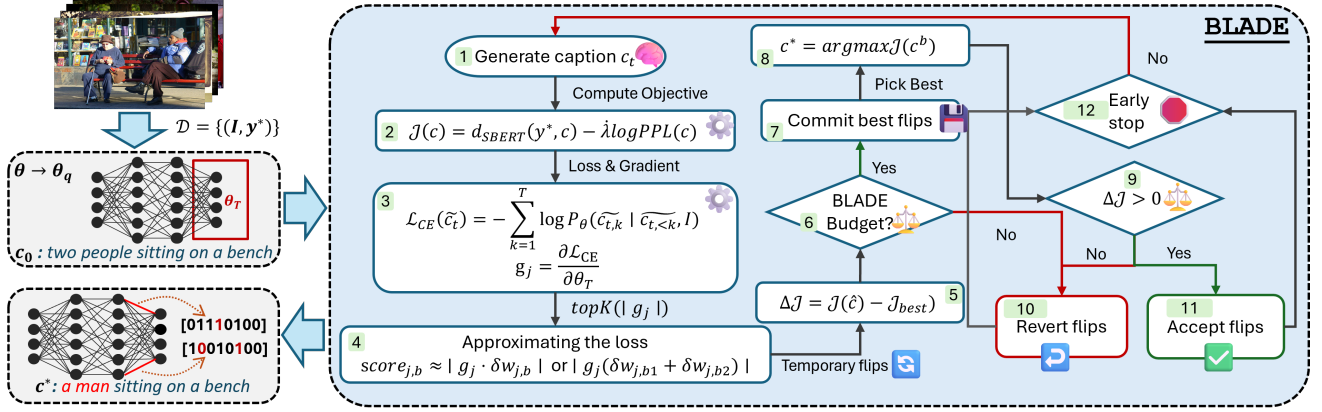 𝒟 = {(I, y*)}
θ → θ_q
θ_T
c₀ : two people sitting on a bench
[01110100]
[10010100]
c* : a man sitting on a bench
BLADE
1 Generate caption c_t
Compute Objective
2 𝒥(c) = d_SBERT(y*, c) − λlogPPL(c)
Loss & Gradient
3
ℒ_CE(c̃_t) = − ∑_{k=1}^{T} log P_θ(c̃_{t,k} | c̃_{t,<k}, I)
g_j = ∂ℒ_CE / ∂θ_T
topK(| g_j |)
4 Approximating the loss
score_{j,b} ≈ | g_j · δw_{j,b} | or | g_j(δw_{j,b1} + δw_{j,b2}) |
Temporary flips
5
Δ𝒥 = 𝒥(ĉ) − 𝒥_best)
6 BLADE
Budget?
Yes
No
7 Commit best flips
Pick Best
8 c* = argmax𝒥(c^b)
9
Δ𝒥 > 0
No
Yes
10
Revert flips
11
Accept flips
12 Early
stop
No